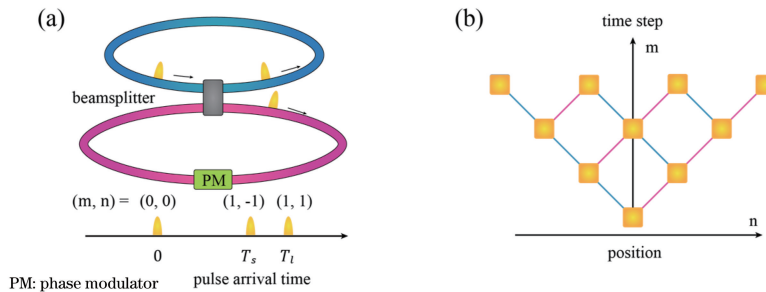 (a)
beamsplitter
PM
(m, n) = (0, 0) (1, -1) (1, 1)
0 T_s T_l
PM: phase modulator pulse arrival time
(b)
time step
m
n
position